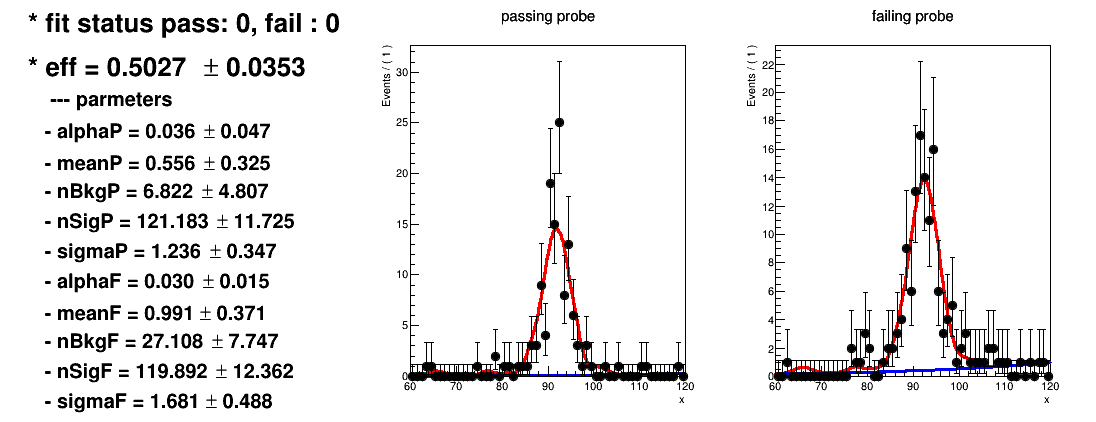 * fit status pass: 0, fail : 0
* eff = 0.5027 ± 0.0353
--- parmeters
- alphaP = 0.036 ± 0.047
- meanP = 0.556 ± 0.325
- nBkgP = 6.822 ± 4.807
- nSigP = 121.183 ± 11.725
- sigmaP = 1.236 ± 0.347
- alphaF = 0.030 ± 0.015
- meanF = 0.991 ± 0.371
- nBkgF = 27.108 ± 7.747
- nSigF = 119.892 ± 12.362
- sigmaF = 1.681 ± 0.488
passing probe
Events / ( 1 )
30
25
20
15
10
5
0
60 70 80 90 100 110 120
x
failing probe
Events / ( 1 )
22
20
18
16
14
12
10
8
6
4
2
0
60 70 80 90 100 110 120
x